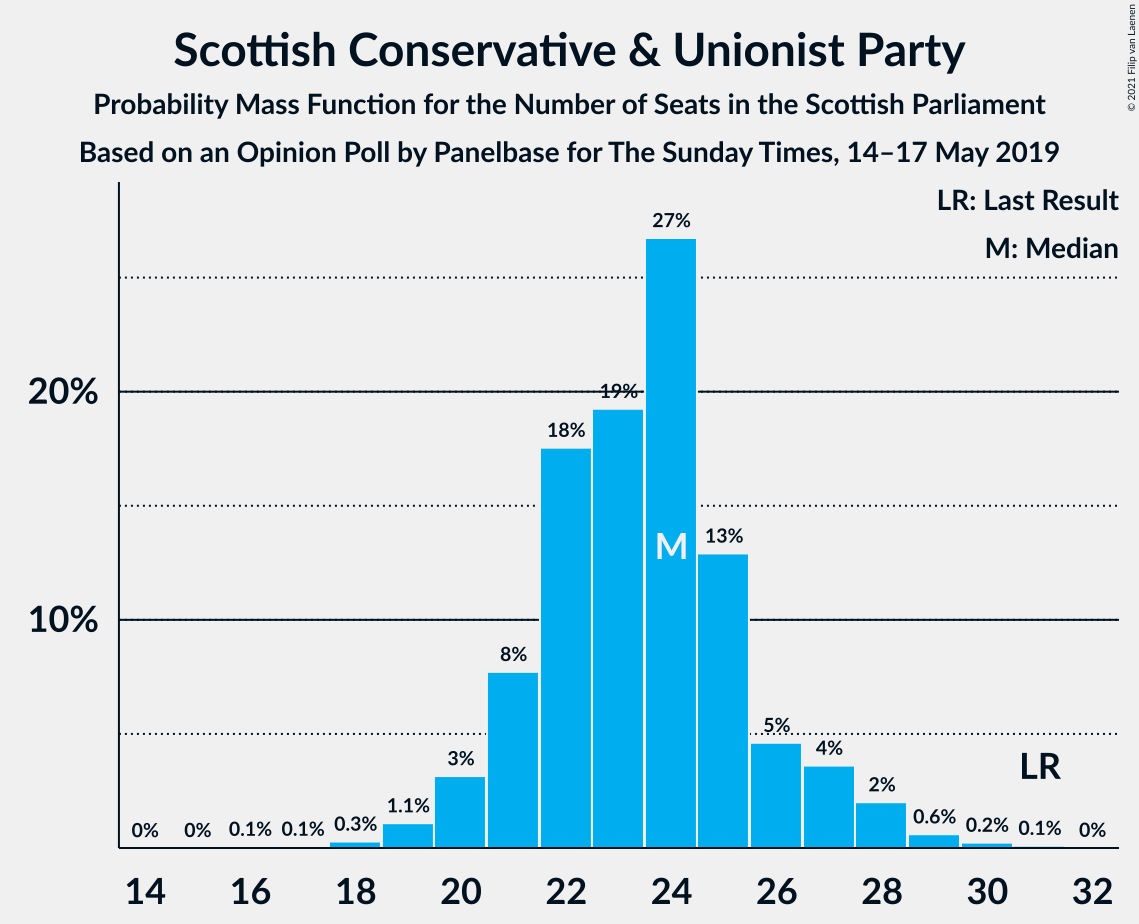 Scottish Conservative & Unionist Party
Probability Mass Function for the Number of Seats in the Scottish Parliament
Based on an Opinion Poll by Panelbase for The Sunday Times, 14–17 May 2019
© 2021 Filip van Laenen
LR: Last Result
M: Median
27%
20%
19%
18%
13%
M
10%
8%
5%
4%
3%
2%
LR
1.1%
0.6%
0% 0% 0.1% 0.1% 0.3% 0.2% 0.1% 0%
14 16 18 20 22 24 26 28 30 32